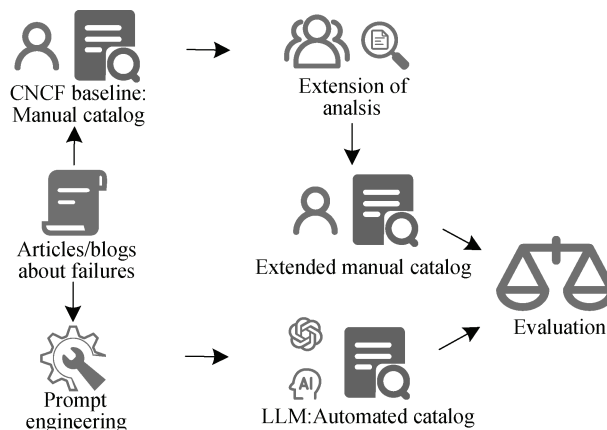 CNCF baseline:
Manual catalog
Extension of
analsis
Articles/blogs
about failures
Extended manual catalog
Evaluation
Prompt
engineering
AI
LLM:Automated catalog